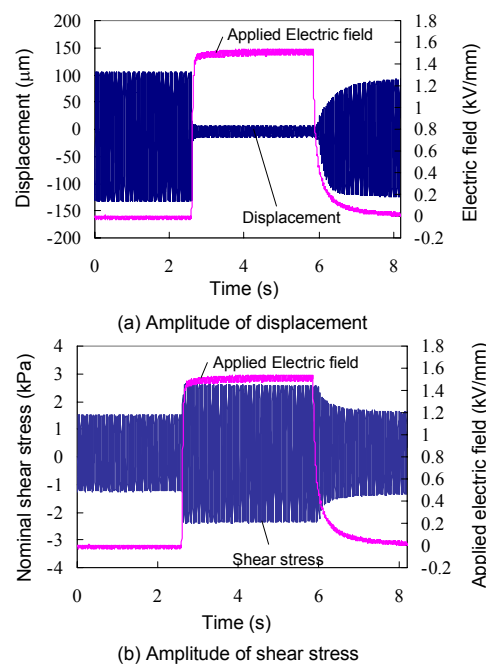 200
150
100
50
0
-50
-100
-150
-200
Displacement (μm)
Applied Electric field
Displacement
1.8
1.6
1.4
1.2
1
0.8
0.6
0.4
0.2
0
-0.2
Electric field (kV/mm)
0 2 4 6 8
Time (s)
(a) Amplitude of displacement
4
3
2
1
0
-1
-2
-3
-4
Nominal shear stress (kPa)
Applied Electric field
Shear stress
1.8
1.6
1.4
1.2
1
0.8
0.6
0.4
0.2
0
-0.2
Applied electric field (kV/mm)
0 2 4 6 8
Time (s)
(b) Amplitude of shear stress